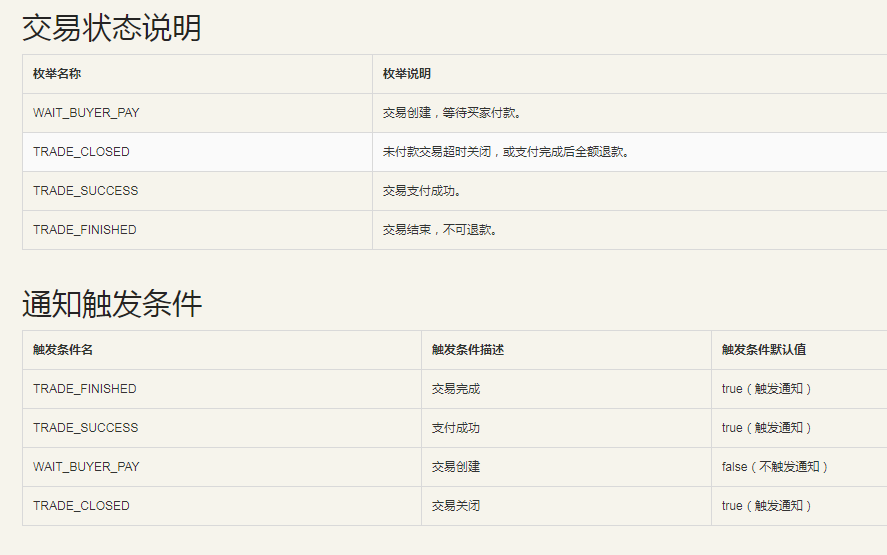 交易状态说明
枚举名称 枚举说明
WAIT_BUYER_PAY 交易创建，等待买家付款。
TRADE_CLOSED 未付款交易超时关闭，或支付完成后全额退款。
TRADE_SUCCESS 交易支付成功。
TRADE_FINISHED 交易结束，不可退款。
通知触发条件
触发条件名 触发条件描述 触发条件默认值
TRADE_FINISHED 交易完成 true（触发通知）
TRADE_SUCCESS 支付成功 true（触发通知）
WAIT_BUYER_PAY 交易创建 false（不触发通知）
TRADE_CLOSED 交易关闭 true（触发通知）